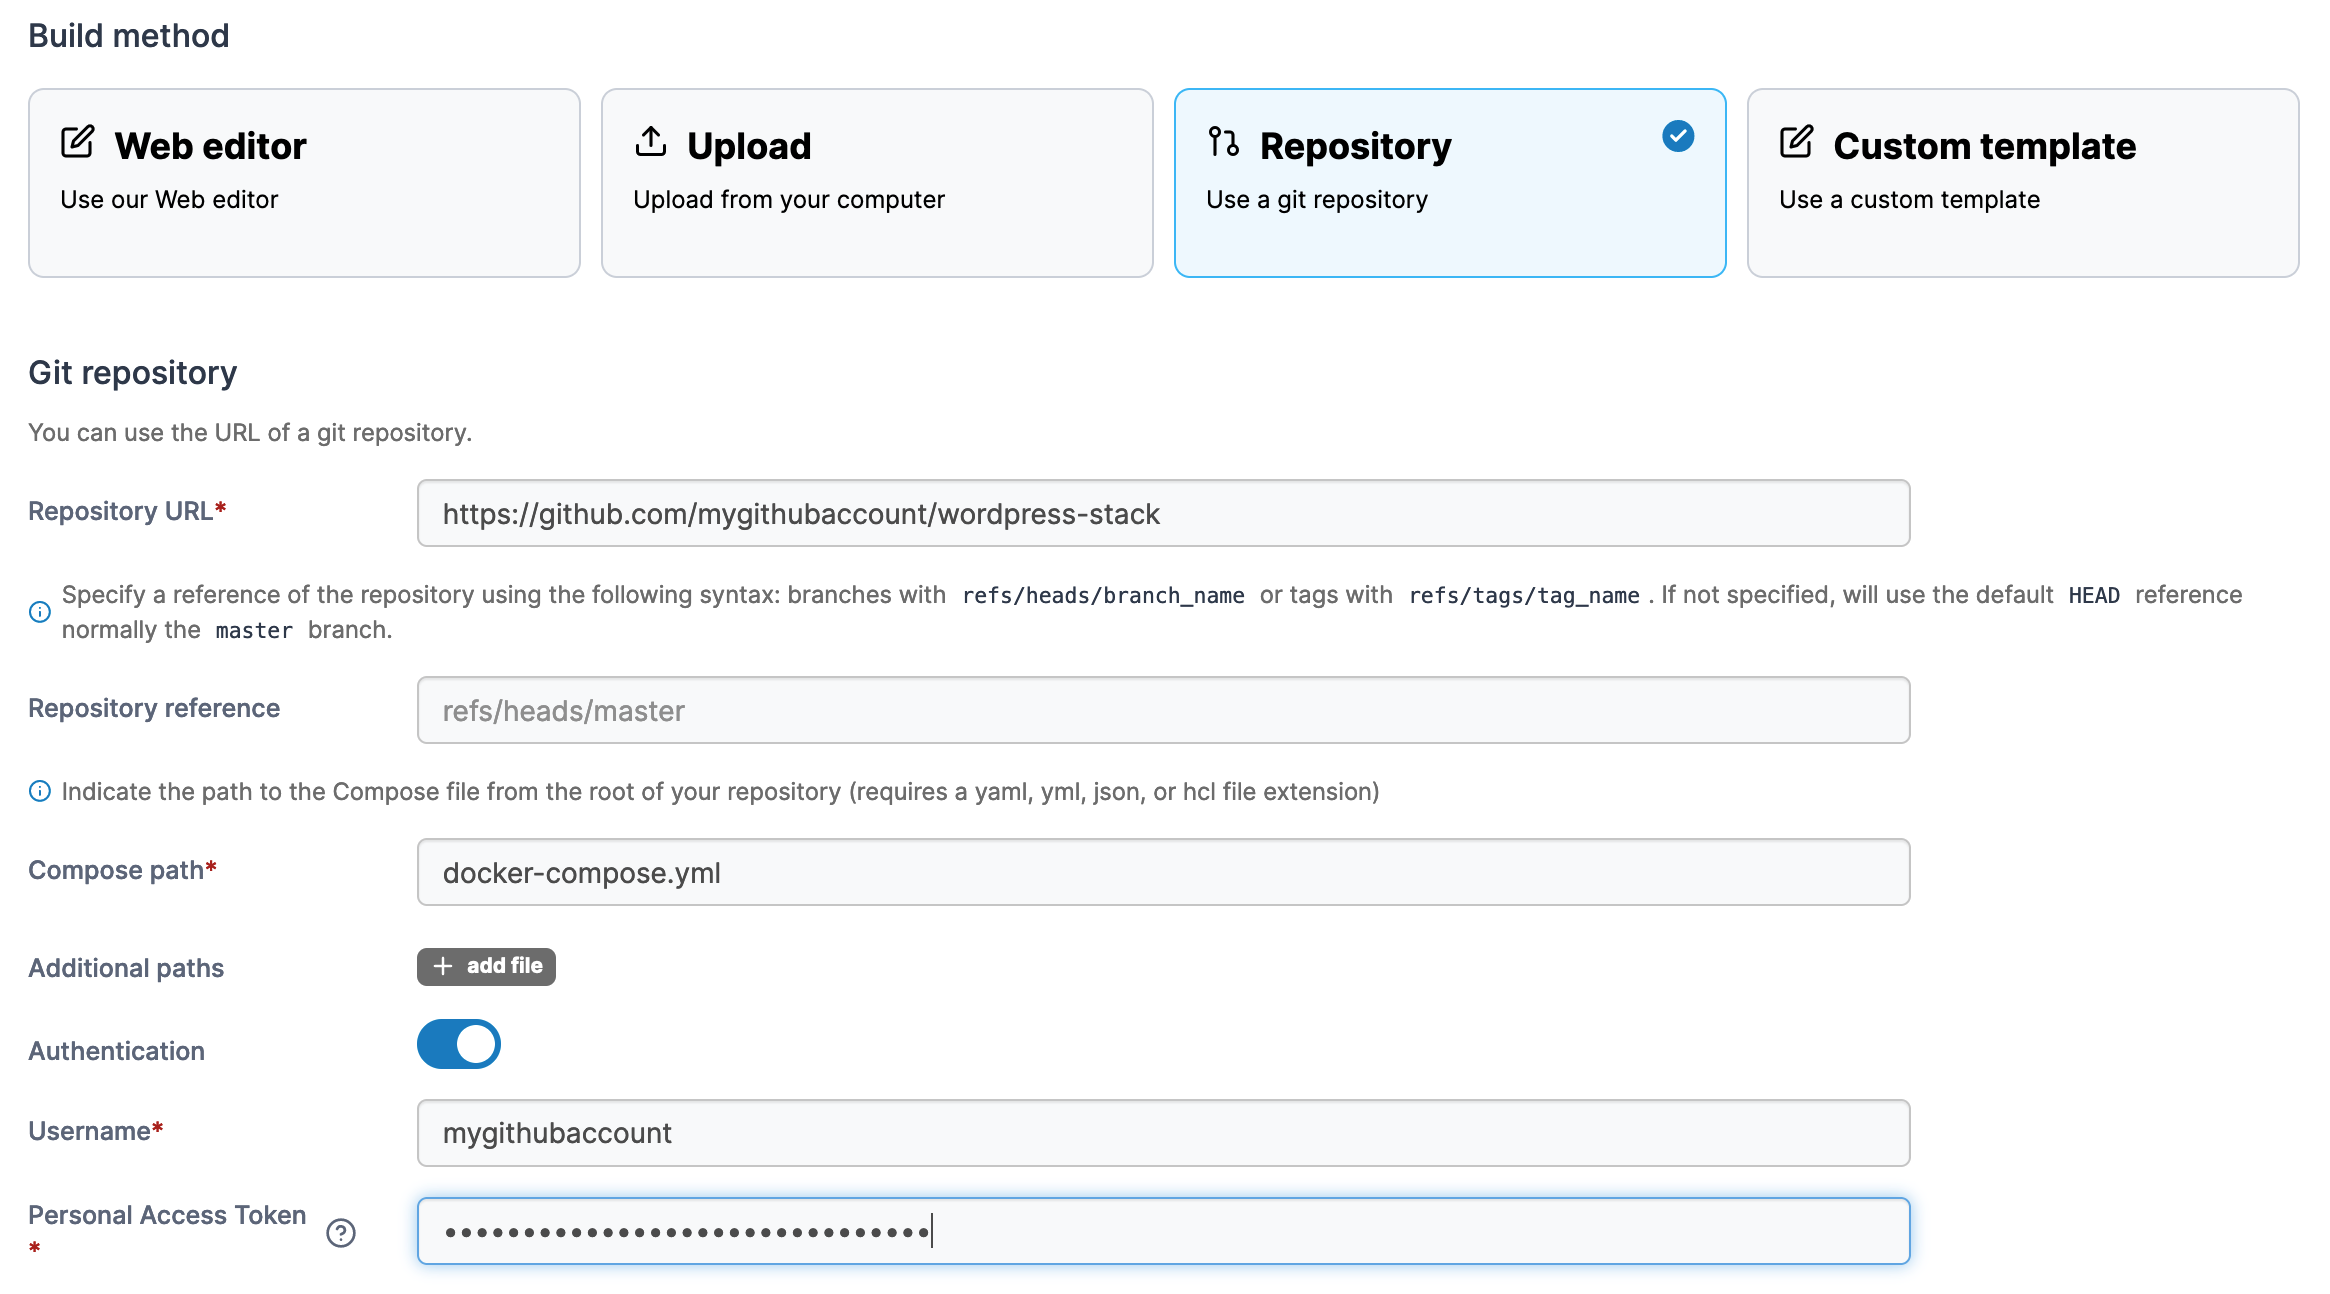 Build method
Web editor
Use our Web editor
Upload
Upload from your computer
Repository
Use a git repository
Custom template
Use a custom template
Git repository
You can use the URL of a git repository.
Repository URL*
https://github.com/mygithubaccount/wordpress-stack
Specify a reference of the repository using the following syntax: branches with refs/heads/branch_name or tags with refs/tags/tag_name . If not specified, will use the default HEAD reference
normally the master branch.
Repository reference
refs/heads/master
Indicate the path to the Compose file from the root of your repository (requires a yaml, yml, json, or hcl file extension)
Compose path*
docker-compose.yml
Additional paths
+ add file
Authentication
Username*
mygithubaccount
Personal Access Token
*
•••••••••••••••••••••••••••••••